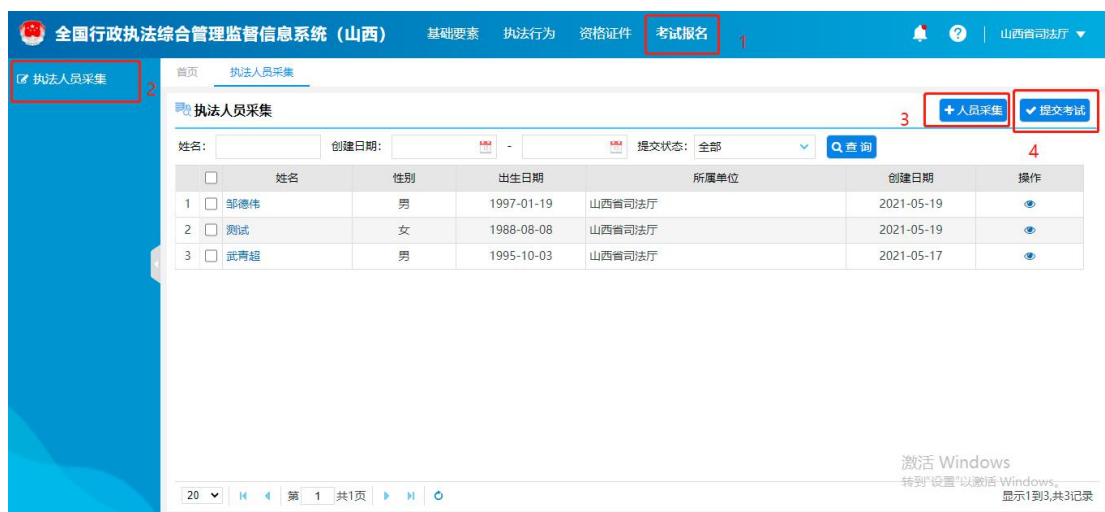 全国行政执法综合管理监督信息系统（山西） 基础要素 执法行为 资格证件 考试报名 1 山西省司法厅
执法人员采集 2 首页 执法人员采集
执法人员采集 3 人员采集 提交考试
姓名： 创建日期： - 提交状态： 全部 查询 4
姓名 性别 出生日期 所属单位 创建日期 操作
1 邹德伟 男 1997-01-19 山西省司法厅 2021-05-19
2 测试 女 1988-08-08 山西省司法厅 2021-05-19
3 武青超 男 1995-10-03 山西省司法厅 2021-05-17
激活 Windows
转到"设置"以激活 Windows。
20 第 1 共1页 显示1到3,共3记录